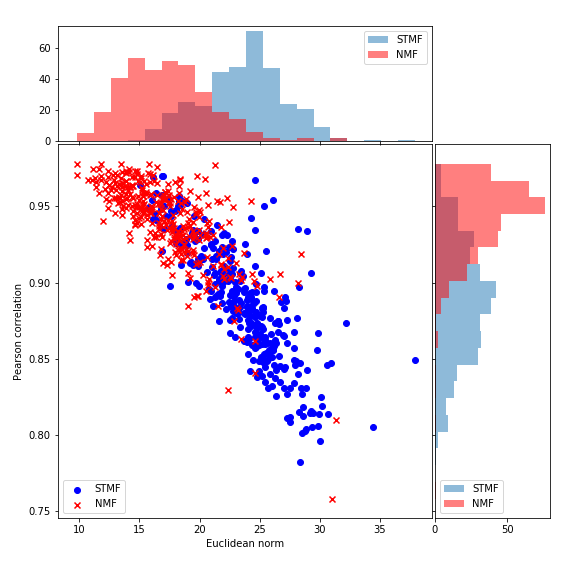 60
40
20
0
STMF
NMF
0.95
0.90
0.85
0.80
0.75
Pearson correlation
STMF
NMF
10 15 20 25 30 35
Euclidean norm
STMF
NMF
0 50